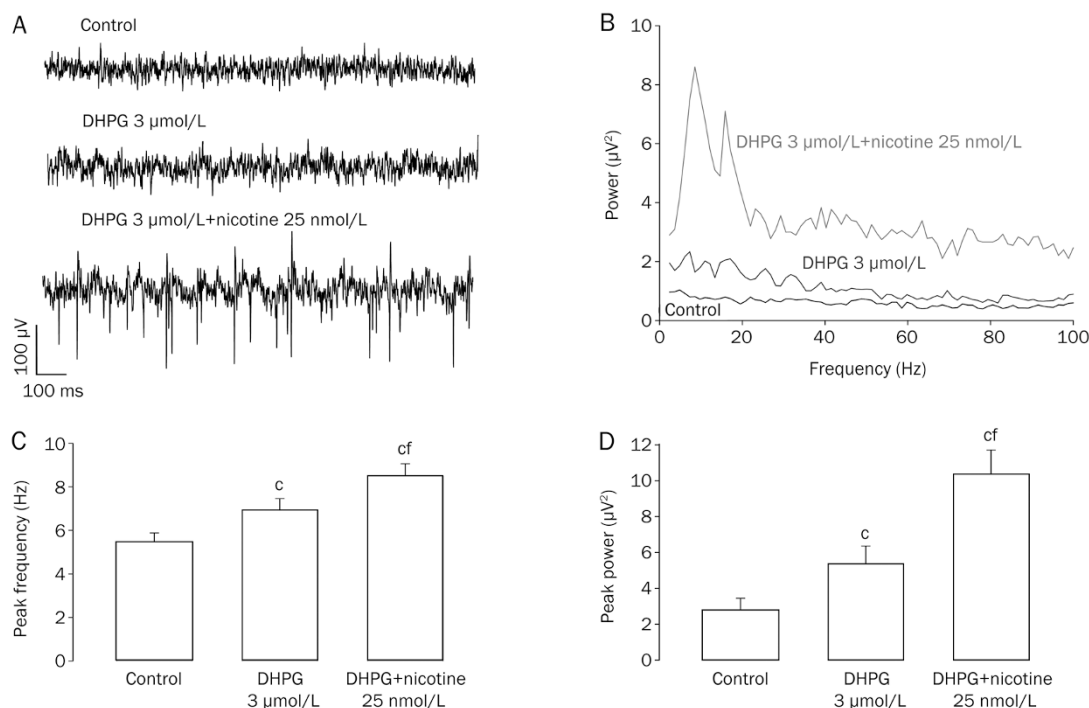 A
Control
DHPG 3 µmol/L
DHPG 3 µmol/L+nicotine 25 nmol/L
100 µV
100 ms
B
10
8
6
4
2
0
Power (µV²)
DHPG 3 µmol/L+nicotine 25 nmol/L
DHPG 3 µmol/L
Control
0 20 40 60 80 100
Frequency (Hz)
C
10
8
6
4
2
0
Peak frequency (Hz)
c
cf
Control
DHPG
3 µmol/L
DHPG+nicotine
25 nmol/L
D
12
10
8
6
4
2
0
Peak power (µV²)
c
cf
Control
DHPG
3 µmol/L
DHPG+nicotine
25 nmol/L